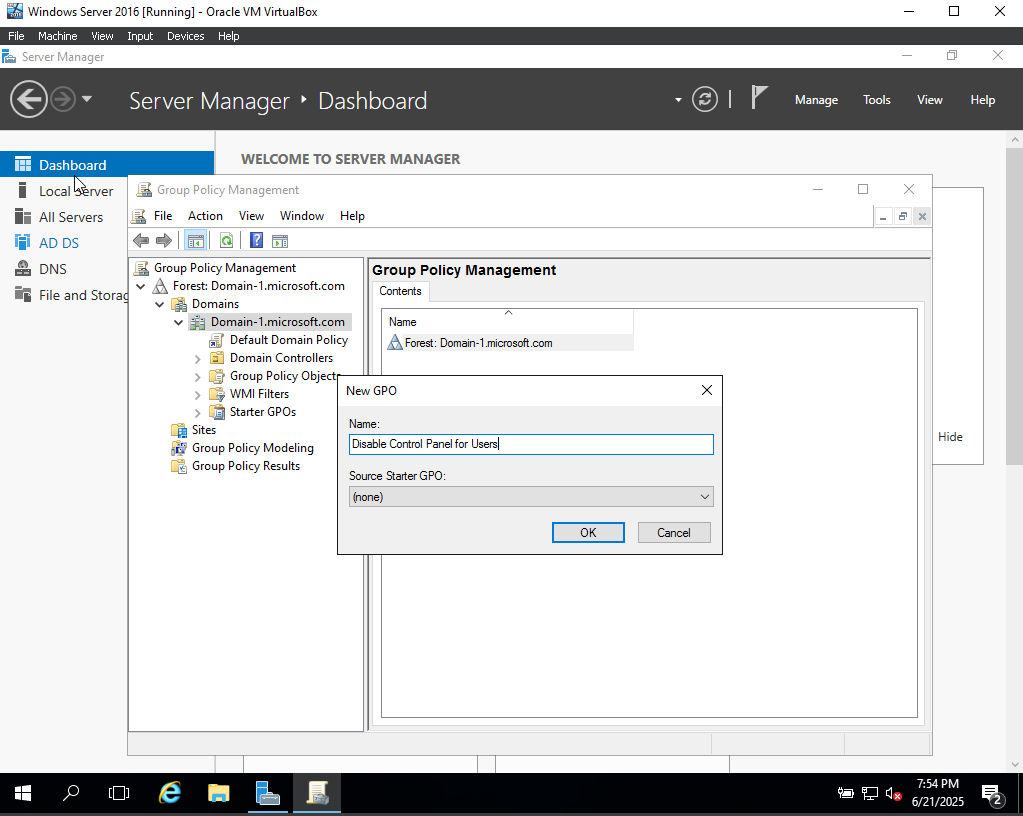 Windows Server 2016 [Running] - Oracle VM VirtualBox
File Machine View Input Devices Help
Server Manager
Server Manager Dashboard
Manage Tools View Help
Dashboard
Local Server
All Servers
AD DS
DNS
File and Storag
WELCOME TO SERVER MANAGER
Hide
Group Policy Management
File Action View Window Help
Group Policy Management
Forest: Domain-1.microsoft.com
Domains
Domain-1.microsoft.com
Default Domain Policy
Domain Controllers
Group Policy Objects
WMI Filters
Starter GPOs
Sites
Group Policy Modeling
Group Policy Results
Group Policy Management
Contents
Name
Forest: Domain-1.microsoft.com
New GPO
Name:
Disable Control Panel for Users
Source Starter GPO:
(none)
OK Cancel
7:54 PM
6/21/2025
2